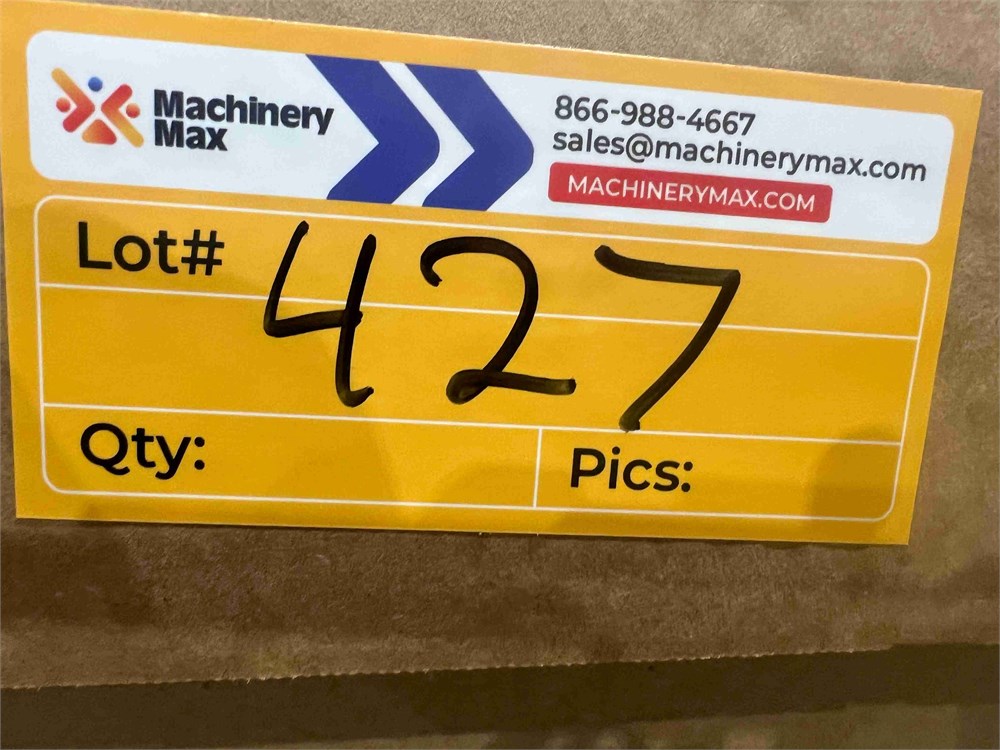 Machinery
Max
866-988-4667
sales@machinerymax.com
MACHINERYMAX.COM
Lot# 427
Qty:
Pics: